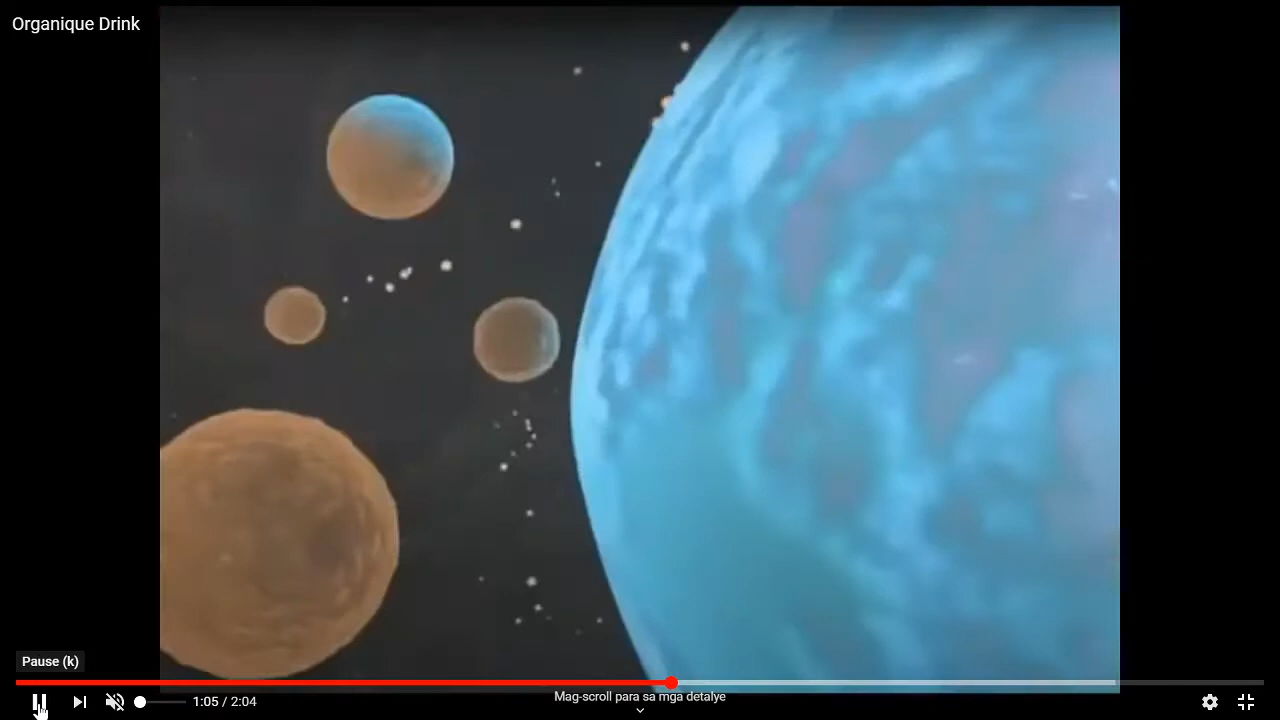 Organique Drink
Pause (k)
1:05 / 2:04
Mag-scroll para sa mga detalye